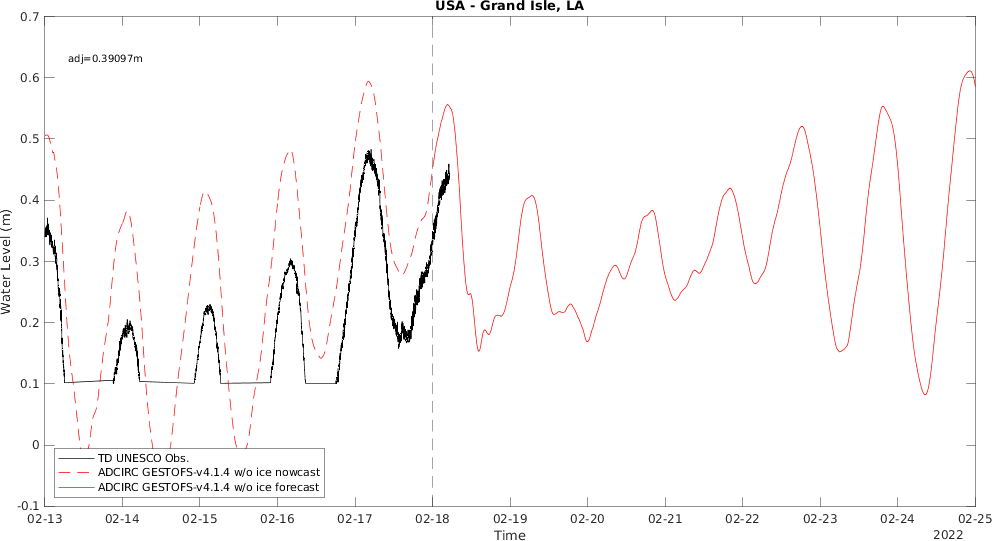 USA - Grand Isle, LA
adj=0.39097m
0.7
0.6
0.5
0.4
0.3
0.2
0.1
0
-0.1
Water Level (m)
TD UNESCO Obs.
ADCIRC GESTOFS-v4.1.4 w/o ice nowcast
ADCIRC GESTOFS-v4.1.4 w/o ice forecast
02-13 02-14 02-15 02-16 02-17 02-18 02-19 02-20 02-21 02-22 02-23 02-24 02-25
Time
2022